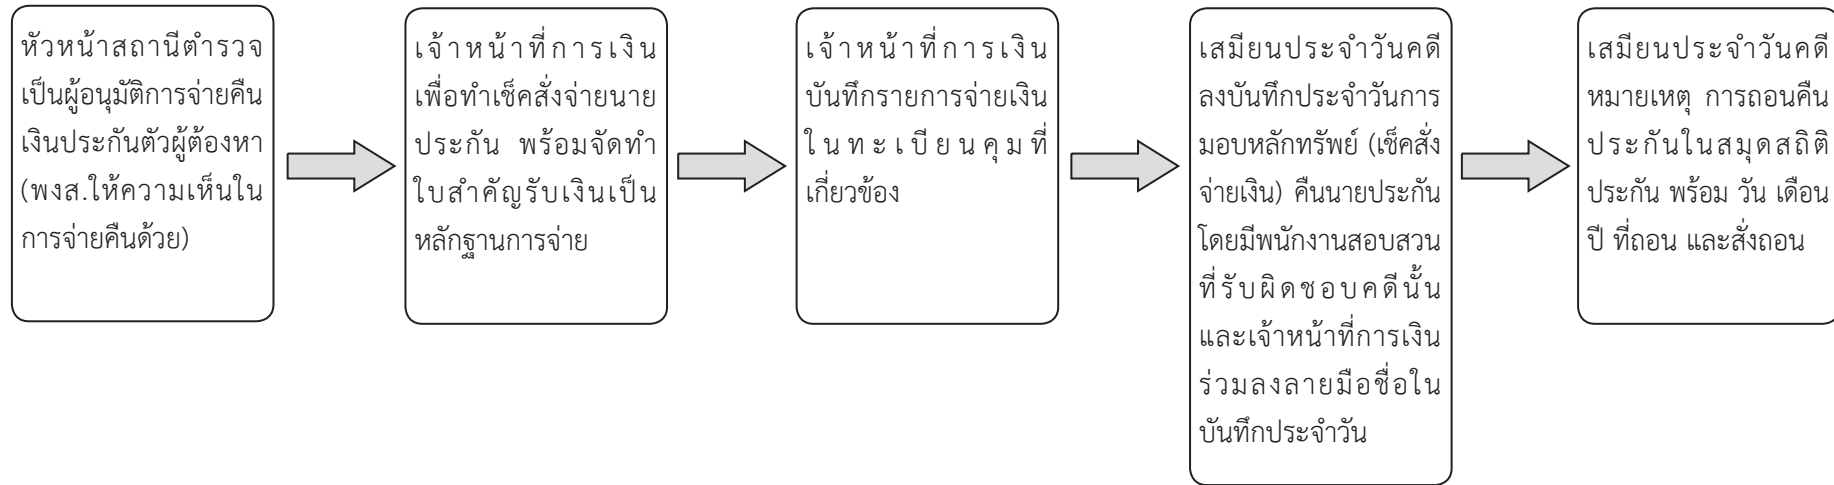 หัวหน้าสถานีตำรวจ
เป็นผู้อนุมัติการจ่ายคืน
เงินประกันตัวผู้ต้องหา
(พงส.ให้ความเห็นใน
การจ่ายคืนด้วย)
เจ้าหน้าที่การเงิน
เพื่อทำเช็คสั่งจ่ายนาย
ประกัน พร้อมจัดทำ
ใบสำคัญรับเงินเป็น
หลักฐานการจ่าย
เจ้าหน้าที่การเงิน
บันทึกรายการจ่ายเงิน
ในทะเบียนคุมที่
เกี่ยวข้อง
เสมียนประจำวันคดี
ลงบันทึกประจำวันการ
มอบหลักทรัพย์ (เช็คสั่ง
จ่ายเงิน) คืนนายประกัน
โดยมีพนักงานสอบสวน
ที่รับผิดชอบคดีนั้น
และเจ้าหน้าที่การเงิน
ร่วมลงลายมือชื่อใน
บันทึกประจำวัน
เสมียนประจำวันคดี
หมายเหตุ การถอนคืน
ประกันในสมุดสถิติ
ประกัน พร้อม วัน เดือน
ปี ที่ถอน และสั่งถอน